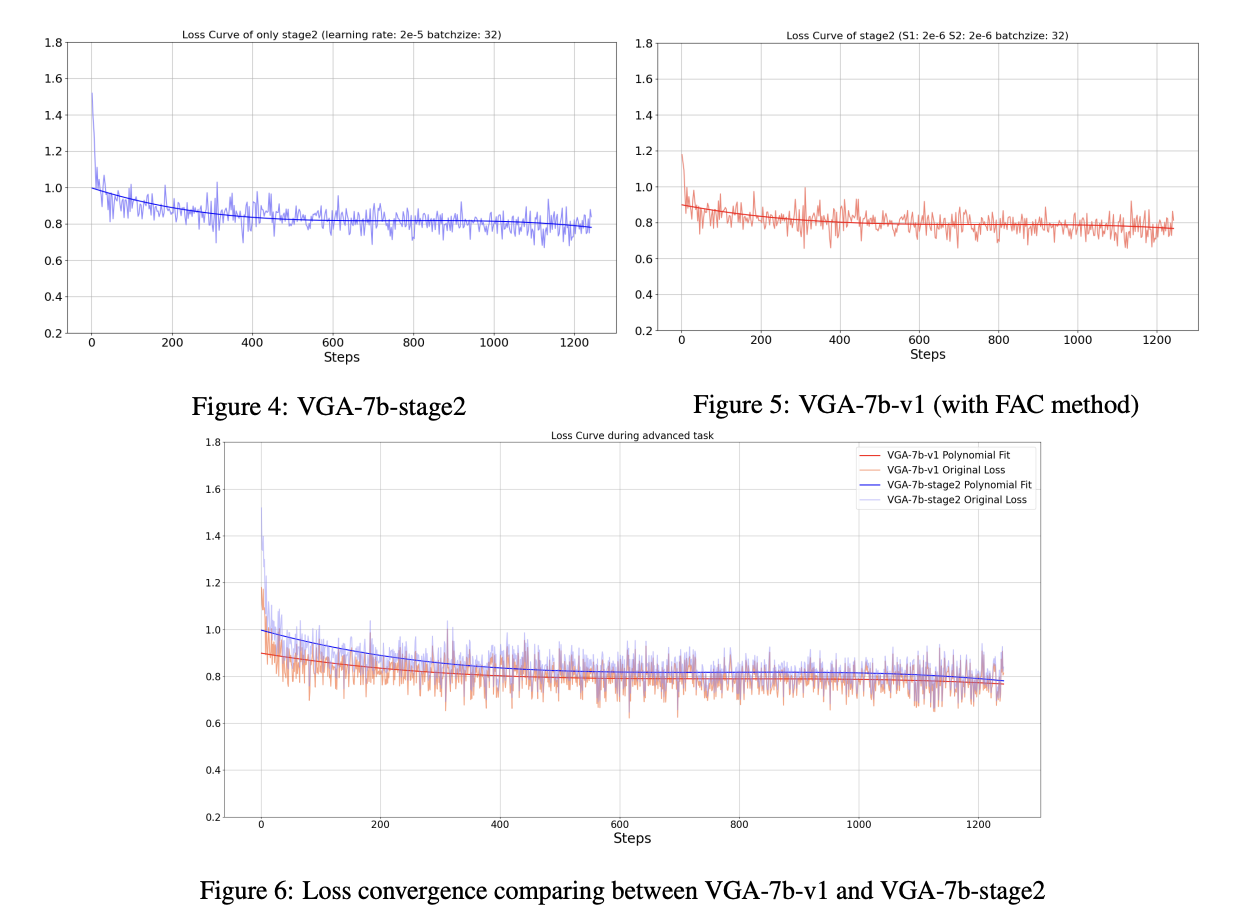 Loss Curve of only stage2 (learning rate: 2e-5 batchzize: 32)
1.8
1.6
1.4
1.2
1.0
0.8
0.6
0.4
0.2
0 200 400 600 800 1000 1200
Steps
Figure 4: VGA-7b-stage2
Loss Curve of stage2 (S1: 2e-6 S2: 2e-6 batchzize: 32)
1.8
1.6
1.4
1.2
1.0
0.8
0.6
0.4
0.2
0 200 400 600 800 1000 1200
Steps
Figure 5: VGA-7b-v1 (with FAC method)
Loss Curve during advanced task
1.8
1.6
1.4
1.2
1.0
0.8
0.6
0.4
0.2
VGA-7b-v1 Polynomial Fit
VGA-7b-v1 Original Loss
VGA-7b-stage2 Polynomial Fit
VGA-7b-stage2 Original Loss
0 200 400 600 800 1000 1200
Steps
Figure 6: Loss convergence comparing between VGA-7b-v1 and VGA-7b-stage2